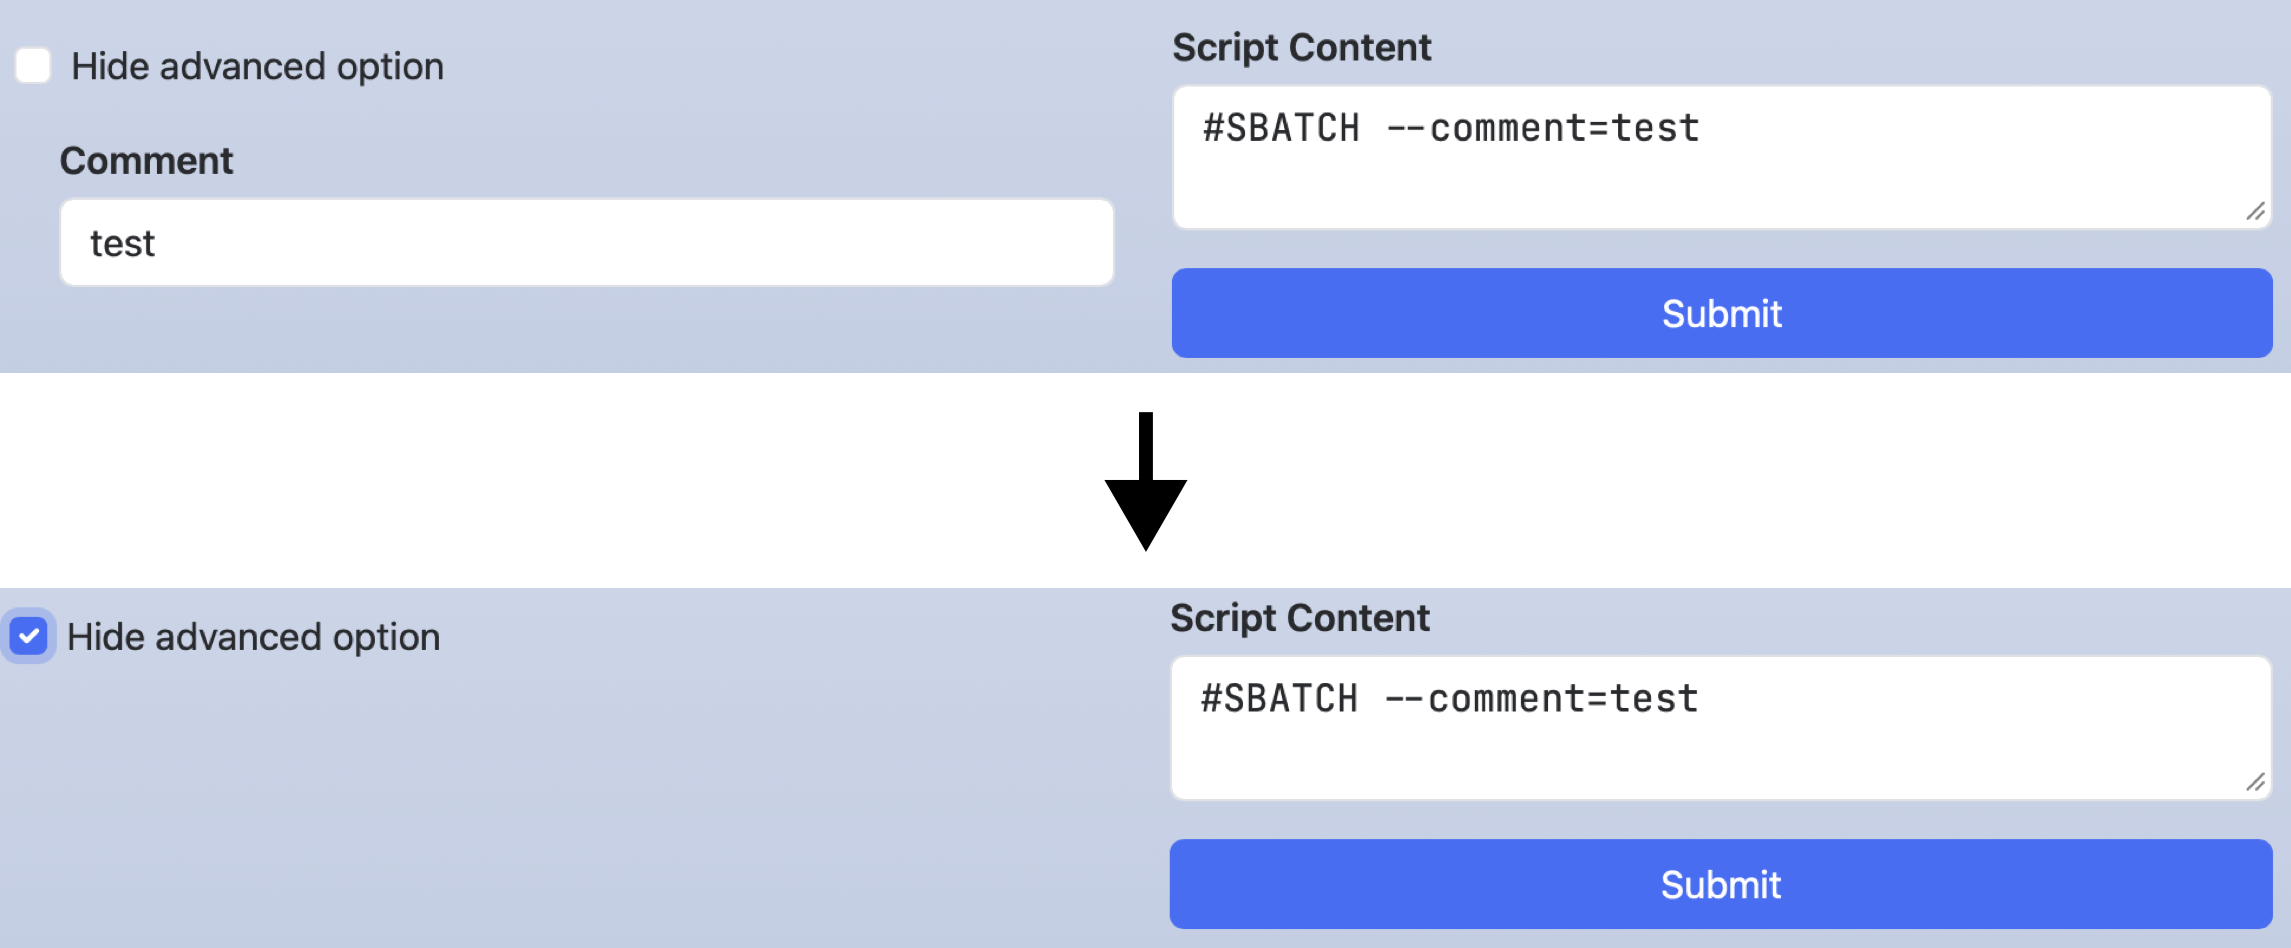 Hide advanced option
Comment
test
Script Content
#SBATCH --comment=test
Submit
Hide advanced option
Script Content
#SBATCH --comment=test
Submit